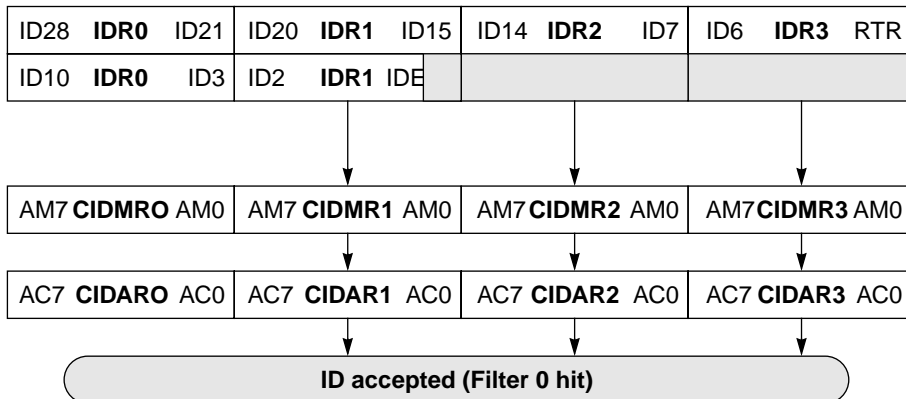 ID28 IDR0 ID21 ID20 IDR1 ID15 ID14 IDR2 ID7 ID6 IDR3 RTR
ID10 IDR0 ID3 ID2 IDR1 IDE
AM7 CIDMRO AM0 AM7 CIDMR1 AM0 AM7 CIDMR2 AM0 AM7 CIDMR3 AM0
AC7 CIDARO AC0 AC7 CIDAR1 AC0 AC7 CIDAR2 AC0 AC7 CIDAR3 AC0
ID accepted (Filter 0 hit)